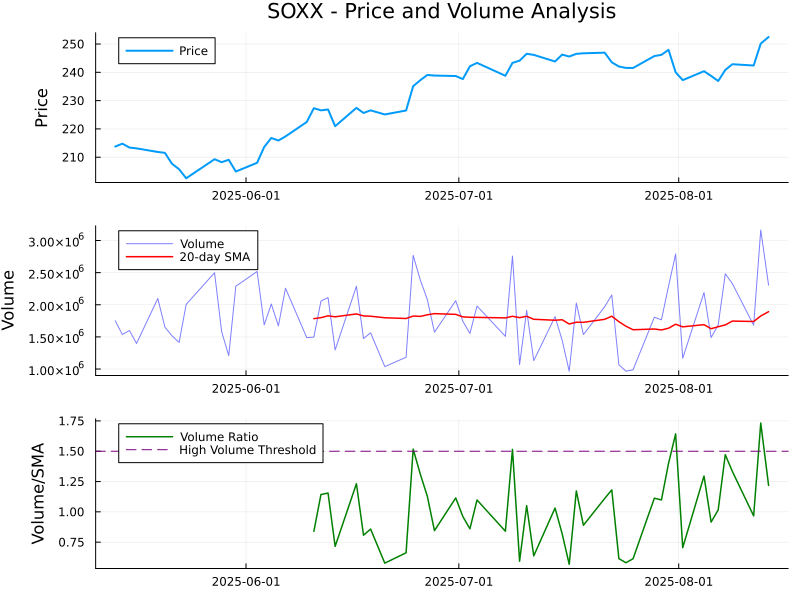 SOXX - Price and Volume Analysis
Price
250
240
230
220
210
Price
2025-06-01
2025-07-01
2025-08-01
Volume
3.00×10⁶
2.50×10⁶
2.00×10⁶
1.50×10⁶
1.00×10⁶
Volume
20-day SMA
2025-06-01
2025-07-01
2025-08-01
Volume/SMA
1.75
1.50
1.25
1.00
0.75
Volume Ratio
High Volume Threshold
2025-06-01
2025-07-01
2025-08-01